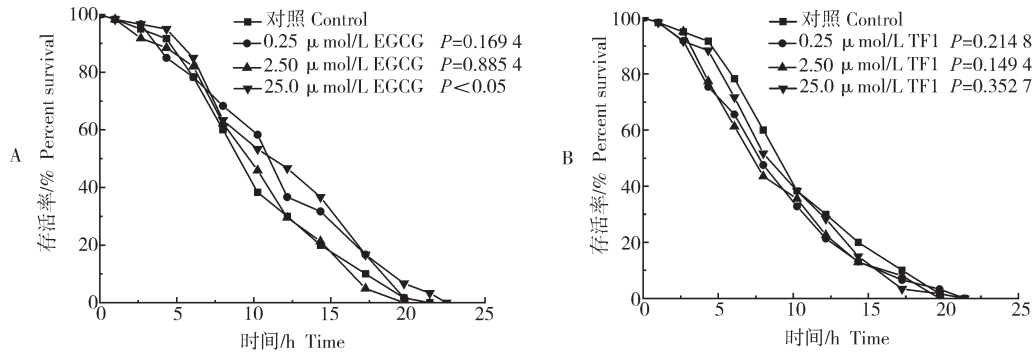 A
存活率/% Percent survival
100
80
60
40
20
0
0 5 10 15 20 25
时间/h Time
对照 Control
0.25 μmol/L EGCG P=0.169 4
2.50 μmol/L EGCG P=0.885 4
25.0 μmol/L EGCG P<0.05
B
存活率/% Percent survival
100
80
60
40
20
0
0 5 10 15 20 25
时间/h Time
对照 Control
0.25 μmol/L TF1 P=0.214 8
2.50 μmol/L TF1 P=0.149 4
25.0 μmol/L TF1 P=0.352 7